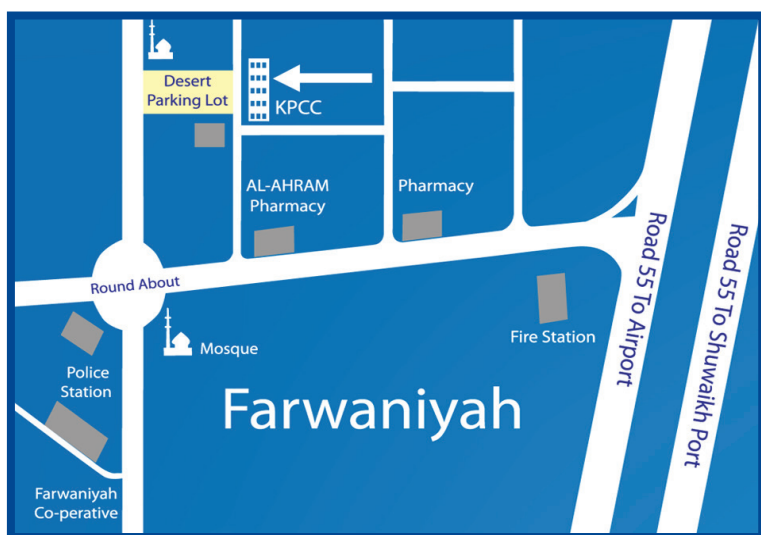 Desert
Parking Lot
KPCC
AL-AHRAM
Pharmacy
Pharmacy
Round About
Mosque
Fire Station
Road 55 To Airport
Road 55 To Shuwaikh Port
Police
Station
Farwaniyah
Farwaniyah
Co-perative